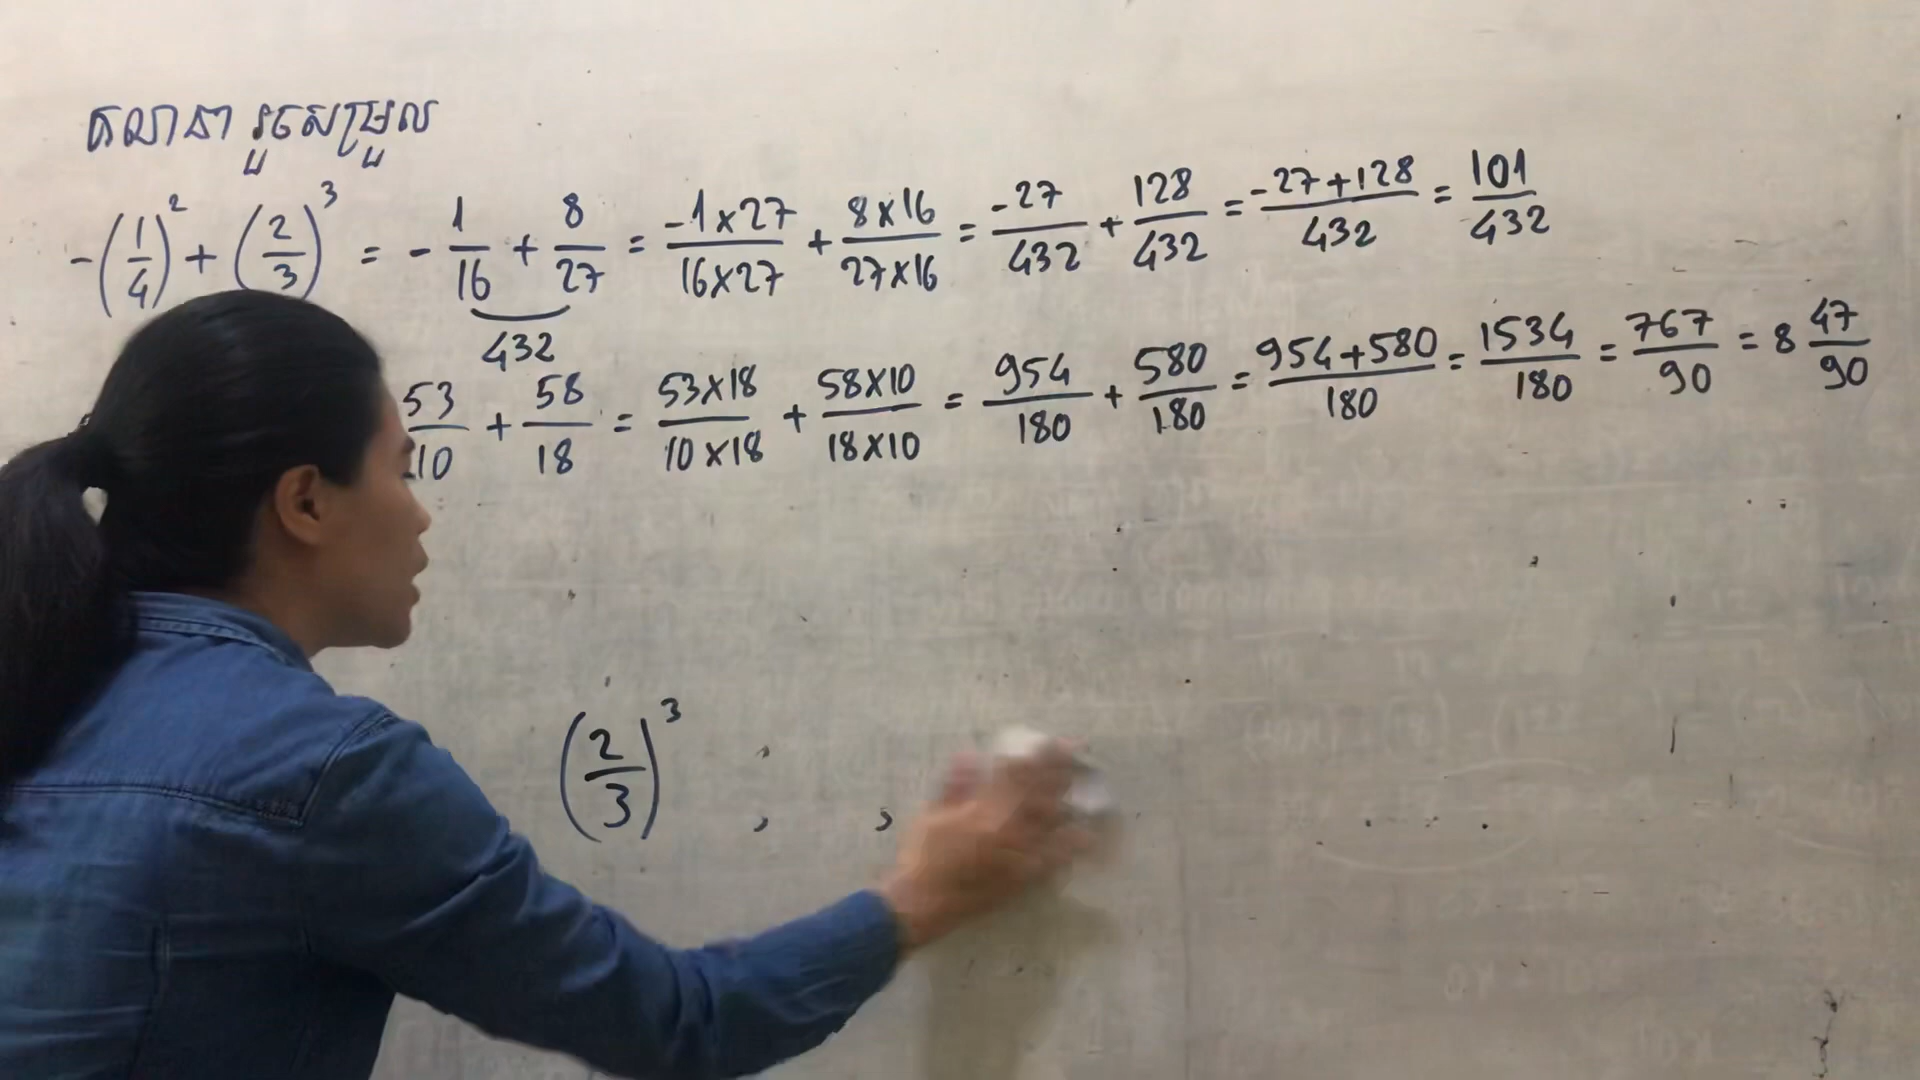 គណនា រួចសម្រួល
-(1/4)² + (2/3)³ = - 1/16 + 8/27 = -1×27/16×27 + 8×16/27×16 = -27/432 + 128/432 = -27+128/432 = 101/432
432
53/10 + 58/18 = 53×18/10×18 + 58×10/18×10 = 954/180 + 580/180 = 954+580/180 = 1534/180 = 767/90 = 8 47/90
(2/3)³